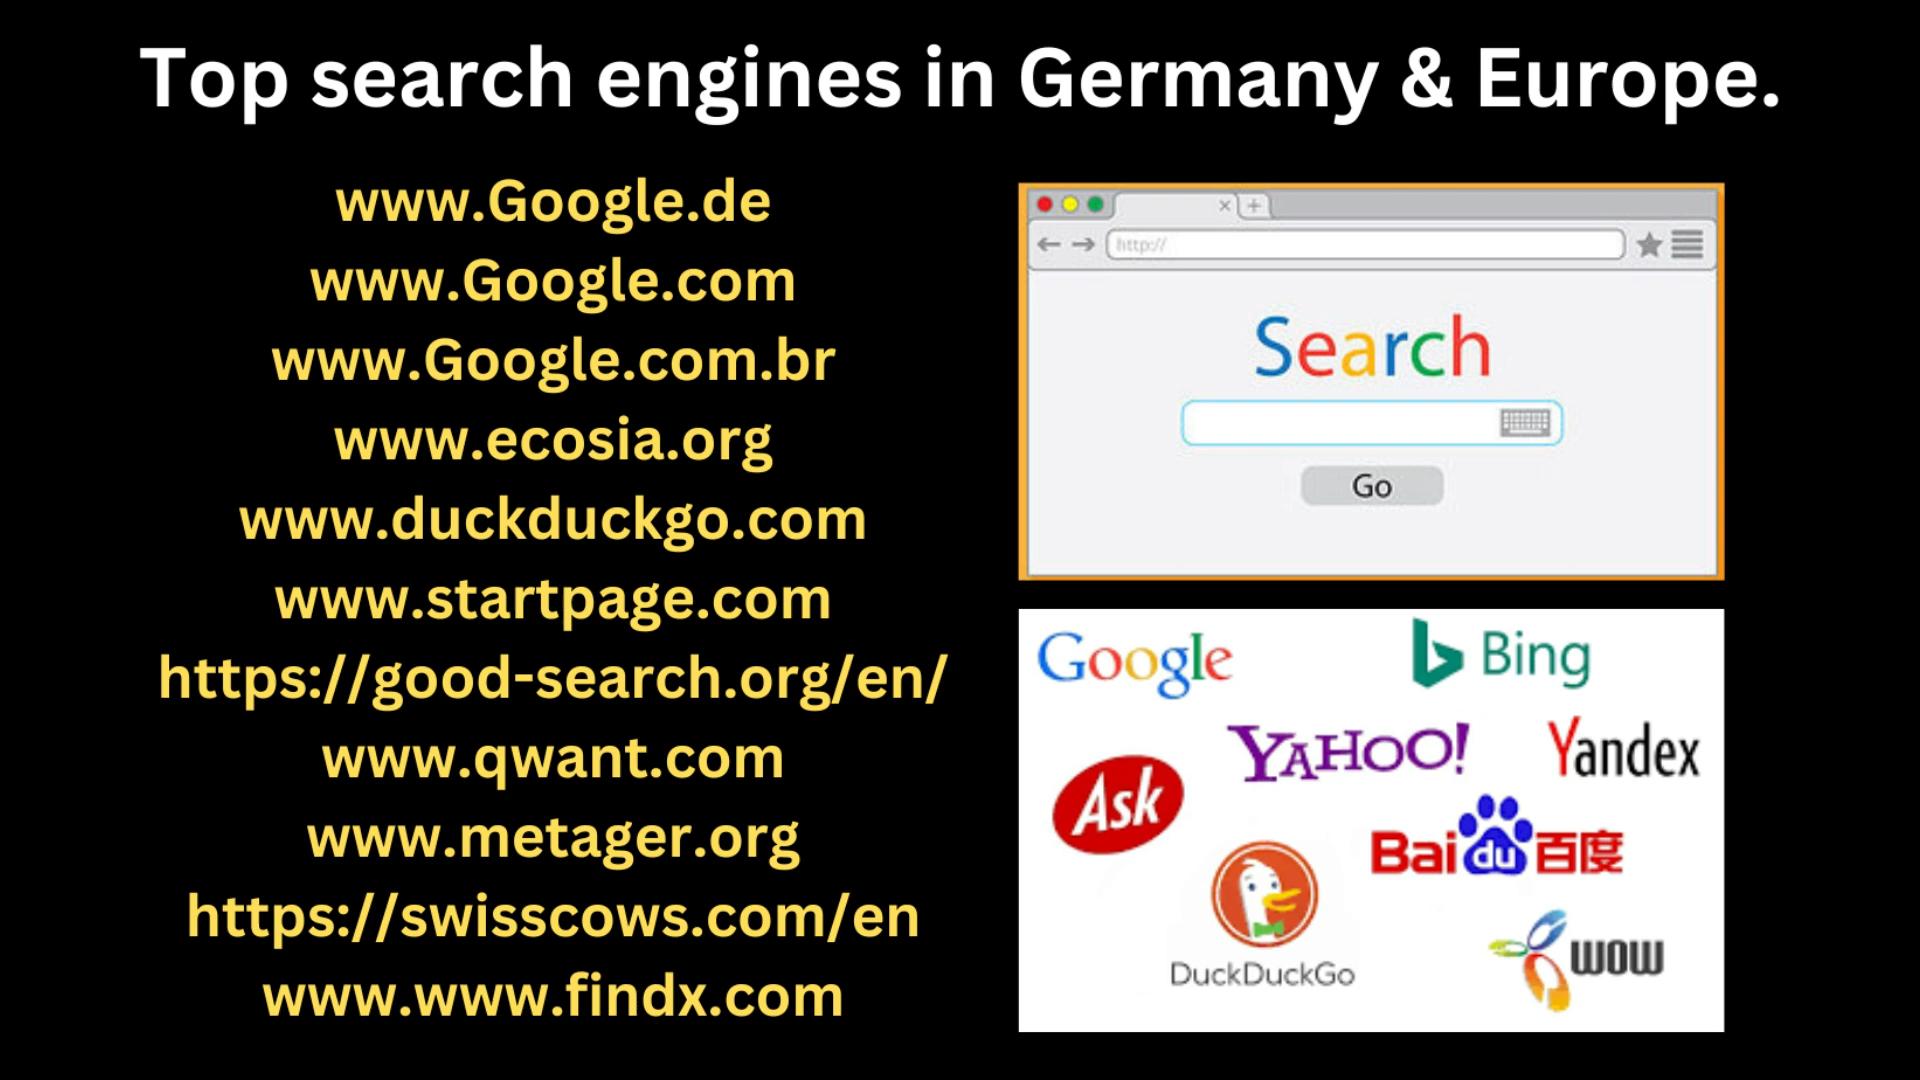 Top search engines in Germany & Europe.
www.Google.de
www.Google.com
www.Google.com.br
www.ecosia.org
www.duckduckgo.com
www.startpage.com
https://good-search.org/en/
www.qwant.com
www.metager.org
https://swisscows.com/en
www.www.findx.com
http://
Search
Go
Google
Bing
YAHOO!
Yandex
Ask
Bai du 百度
DuckDuckGo
WOW